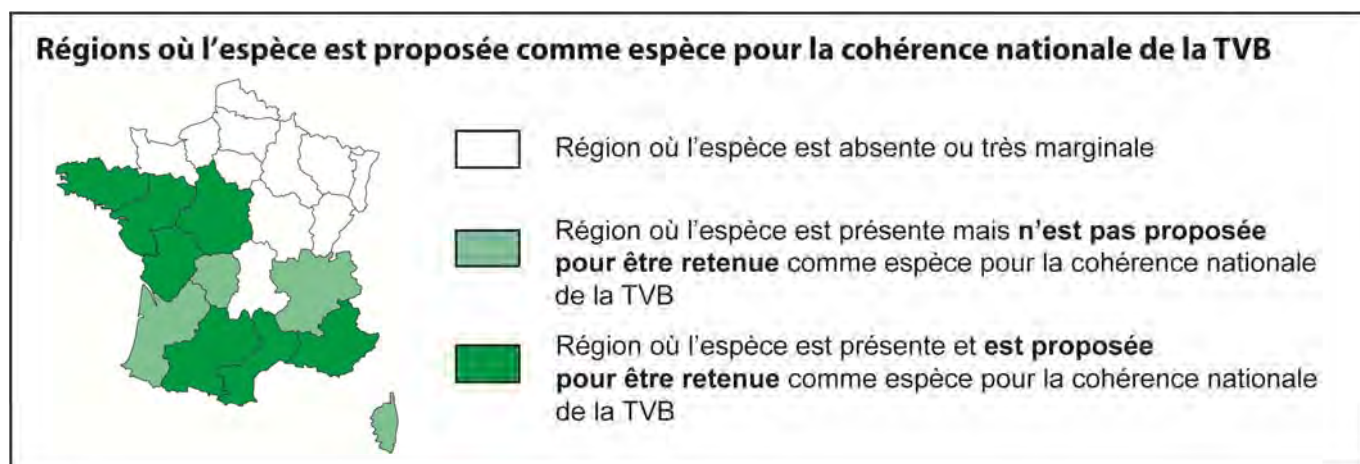 Régions où l'espèce est proposée comme espèce pour la cohérence nationale de la TVB
Région où l'espèce est absente ou très marginale
Région où l'espèce est présente mais n'est pas proposée
pour être retenue comme espèce pour la cohérence nationale
de la TVB
Région où l'espèce est présente et est proposée
pour être retenue comme espèce pour la cohérence nationale
de la TVB